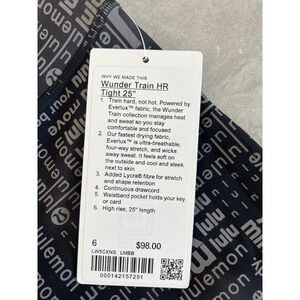 WHY WE MADE THIS
Wunder Train HR
Tight 25"
1. Train hard, not hot. Powered by
Everlux™ fabric, the Wunder
Train collection manages heat
and sweat so you stay
comfortable and focused
2. Our fastest drying fabric,
Everlux™ is ultra-breathable,
four-way stretch, and wicks
away sweat. It feels soft on
the outside and cool and sleek
next to skin
3. Added Lycra® fibre for stretch
and shape retention
4. Continuous drawcord
5. Waistband pocket holds your key
or card
6. High rise, 25" length
6 $98.00
LW5CXNS LMBB
000142157251